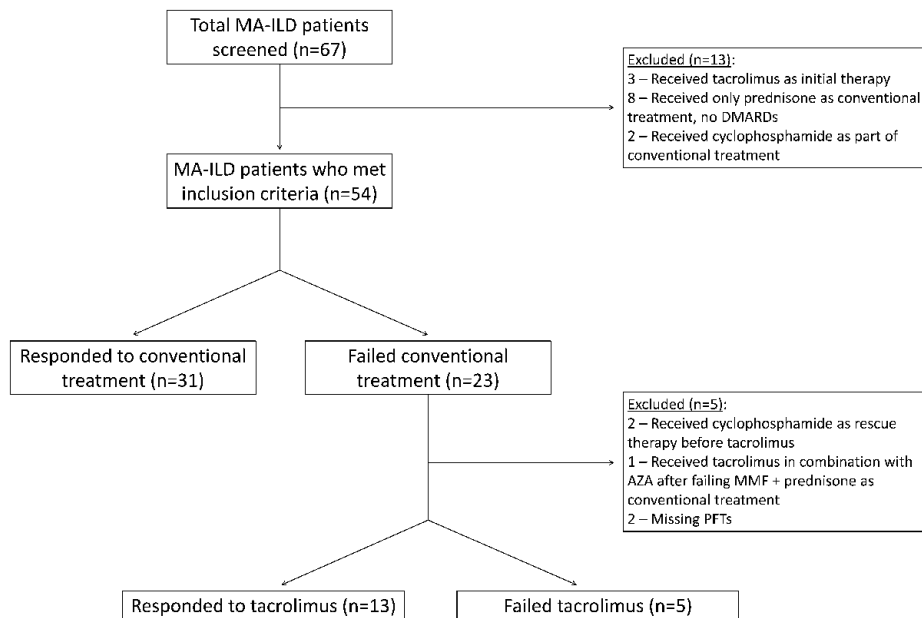 Total MA-ILD patients
screened (n=67)
Excluded (n=13):
3 – Received tacrolimus as initial therapy
8 – Received only prednisone as conventional
treatment, no DMARDs
2 – Received cyclophosphamide as part of
conventional treatment
MA-ILD patients who met
inclusion criteria (n=54)
Responded to conventional
treatment (n=31)
Failed conventional
treatment (n=23)
Excluded (n=5):
2 – Received cyclophosphamide as rescue
therapy before tacrolimus
1 – Received tacrolimus in combination with
AZA after failing MMF + prednisone as
conventional treatment
2 – Missing PFTs
Responded to tacrolimus (n=13)
Failed tacrolimus (n=5)